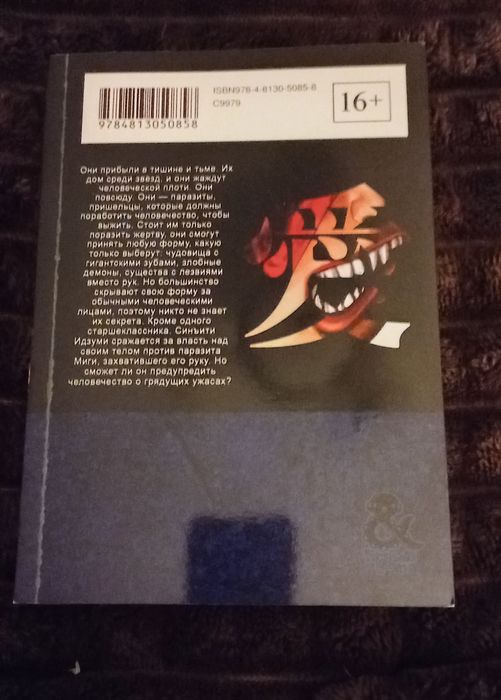 ISBN978-4-8130-5085-8
C9979
16+
9784813050858
Они прибыли в тишине и тьме. Их
дом среди звезд, и они жаждут
человеческой плоти. Они
повсюду. Они — паразиты,
пришельцы, которые должны
поработить человечество, чтобы
выжить. Стоит им только
поразить жертву, они смогут
принять любую форму, какую
только выберут: чудовища с
гигантскими зубами, злобные
демоны, существа с лезвиями
вместо рук. Но большинство
скрывают свою форму за
обычными человеческими
лицами, поэтому никто не знает
их секрета. Кроме одного
старшеклассника. Синъити
Идзуми сражается за власть над
своим телом против паразита
Миги, захватившего его руку. Но
сможет ли он предупредить
человечество о грядущих ужасах?
&